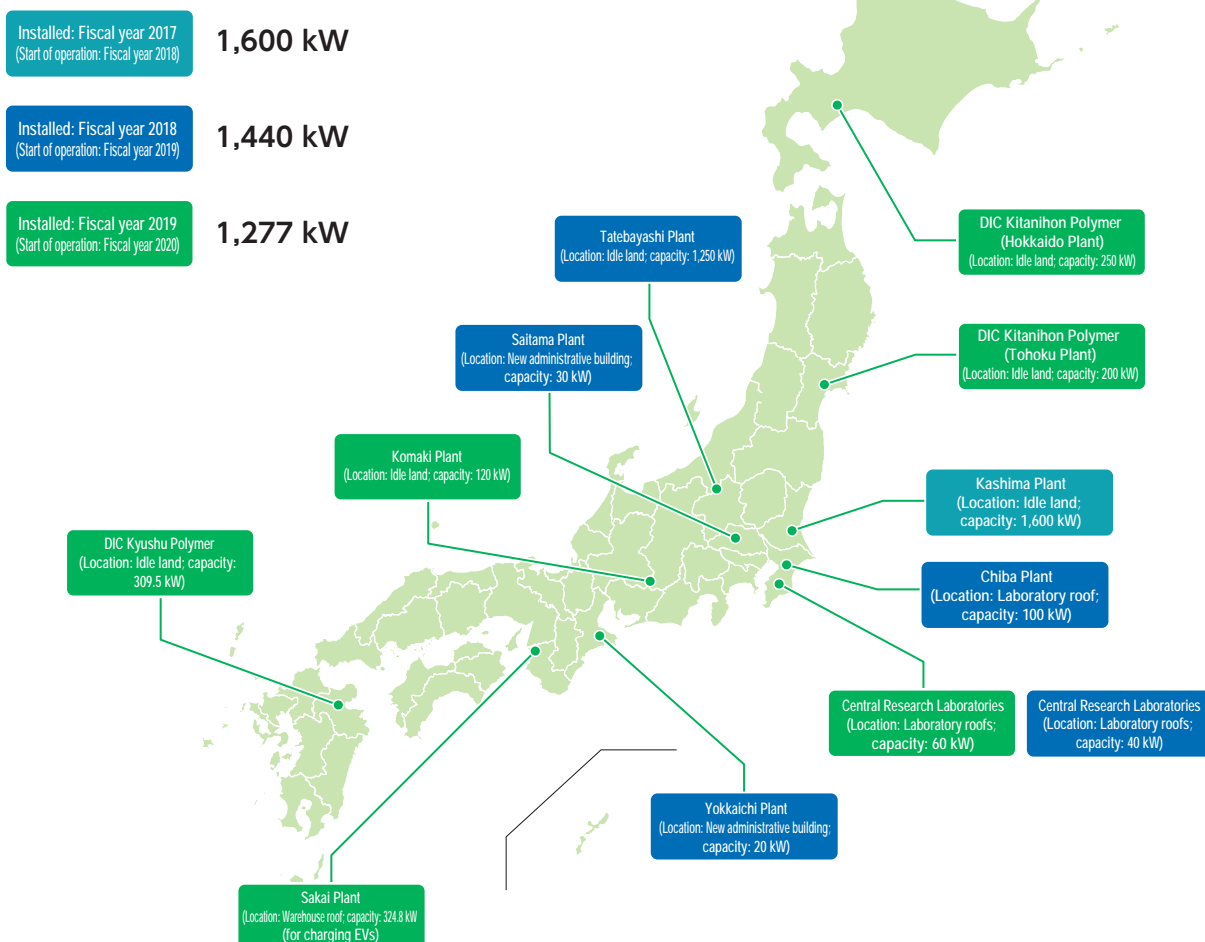 Installed: Fiscal year 2017
(Start of operation: Fiscal year 2018)
1,600 kW
Installed: Fiscal year 2018
(Start of operation: Fiscal year 2019)
1,440 kW
Installed: Fiscal year 2019
(Start of operation: Fiscal year 2020)
1,277 kW
DIC Kitanihon Polymer
(Hokkaido Plant)
(Location: Idle land; capacity: 250 kW)
Tatebayashi Plant
(Location: Idle land; capacity: 1,250 kW)
Saitama Plant
(Location: New administrative building;
capacity: 30 kW)
DIC Kitanihon Polymer
(Tohoku Plant)
(Location: Idle land; capacity: 200 kW)
Komaki Plant
(Location: Idle land; capacity: 120 kW)
Kashima Plant
(Location: Idle land;
capacity: 1,600 kW)
DIC Kyushu Polymer
(Location: Idle land; capacity:
309.5 kW)
Chiba Plant
(Location: Laboratory roof;
capacity: 100 kW)
Central Research Laboratories
(Location: Laboratory roofs;
capacity: 60 kW)
Central Research Laboratories
(Location: Laboratory roofs;
capacity: 40 kW)
Yokkaichi Plant
(Location: New administrative building;
capacity: 20 kW)
Sakai Plant
(Location: Warehouse roof; capacity: 324.8 kW
(for charging EVs)